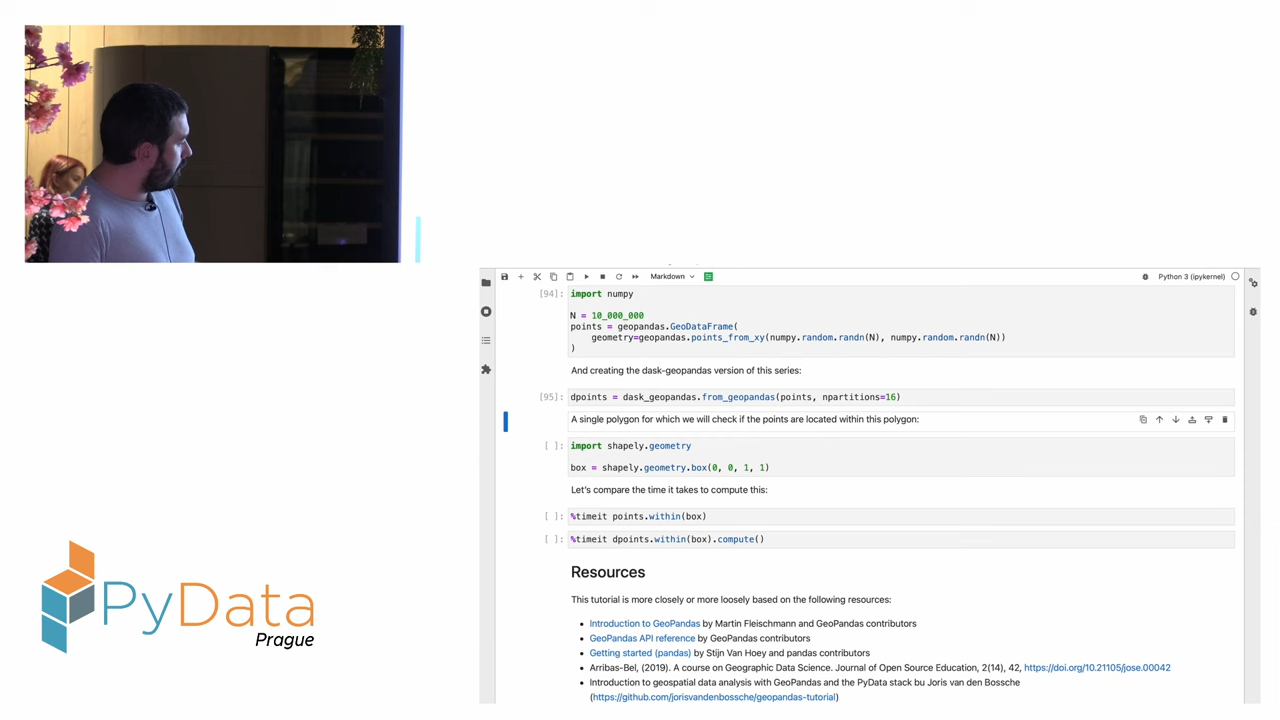 Markdown
Python 3 (ipykernel)
[94]:
import numpy
N = 10_000_000
points = geopandas.GeoDataFrame(
geometry=geopandas.points_from_xy(numpy.random.randn(N), numpy.random.randn(N))
)
And creating the dask-geopandas version of this series:
[95]:
dpoints = dask_geopandas.from_geopandas(points, npartitions=16)
A single polygon for which we will check if the points are located within this polygon:
[ ]:
import shapely.geometry
box = shapely.geometry.box(0, 0, 1, 1)
Let's compare the time it takes to compute this:
[ ]:
%timeit points.within(box)
[ ]:
%timeit dpoints.within(box).compute()
Resources
This tutorial is more closely or more loosely based on the following resources:
• Introduction to GeoPandas by Martin Fleischmann and GeoPandas contributors
• GeoPandas API reference by GeoPandas contributors
• Getting started (pandas) by Stijn Van Hoey and pandas contributors
• Arribas-Bel, (2019). A course on Geographic Data Science. Journal of Open Source Education, 2(14), 42, https://doi.org/10.21105/jose.00042
• Introduction to geospatial data analysis with GeoPandas and the PyData stack bu Joris van den Bossche
(https://github.com/jorisvandenbossche/geopandas-tutorial)
PyData
Prague